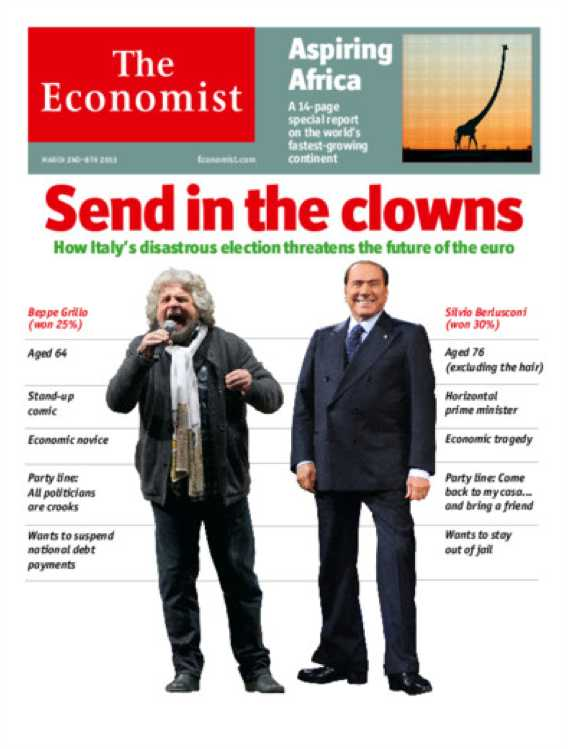 The
Economist
MARCH 2ND–8TH 2013
Economist.com
Aspiring
Africa
A 14-page
special report
on the world's
fastest-growing
continent
Send in the clowns
How Italy's disastrous election threatens the future of the euro
Beppe Grillo
(won 25%)
Aged 64
Stand-up
comic
Economic novice
Party line:
All politicians
are crooks
Wants to suspend
national debt
payments
Silvio Berlusconi
(won 30%)
Aged 76
(excluding the hair)
Horizontal
prime minister
Economic tragedy
Party line: Come
back to my casa...
and bring a friend
Wants to stay
out of jail